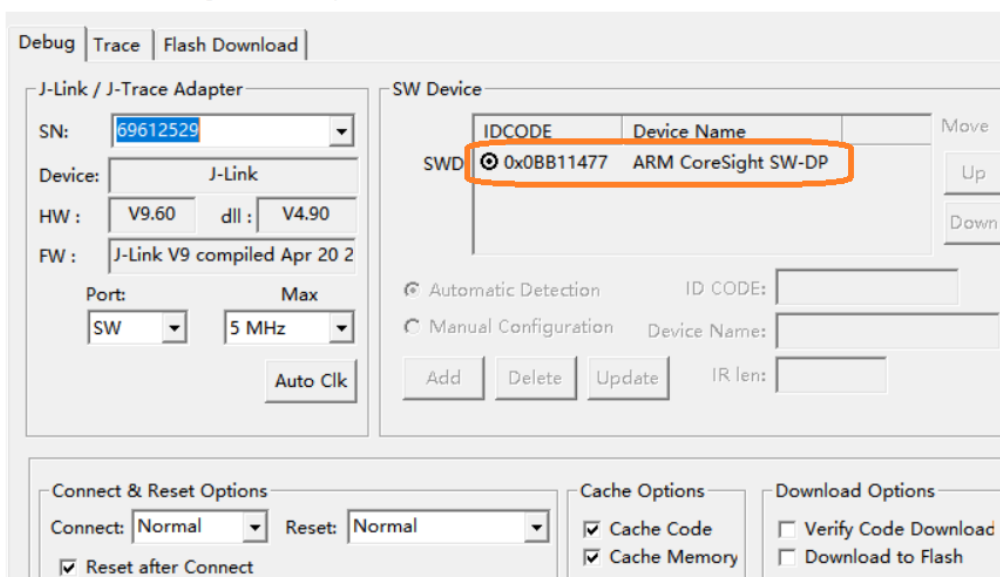 Debug Trace Flash Download
J-Link / J-Trace Adapter
SN: 69612529
Device: J-Link
HW : V9.60 dll : V4.90
FW : J-Link V9 compiled Apr 20 2
Port: Max
SW 5 MHz
Auto Clk
SW Device
IDCODE Device Name Move
SWD 0x0BB11477 ARM CoreSight SW-DP
Up
Down
Automatic Detection ID CODE:
Manual Configuration Device Name:
Add Delete Update IR len:
Connect & Reset Options
Connect: Normal Reset: Normal
Reset after Connect
Cache Options
Cache Code
Cache Memory
Download Options
Verify Code Download
Download to Flash